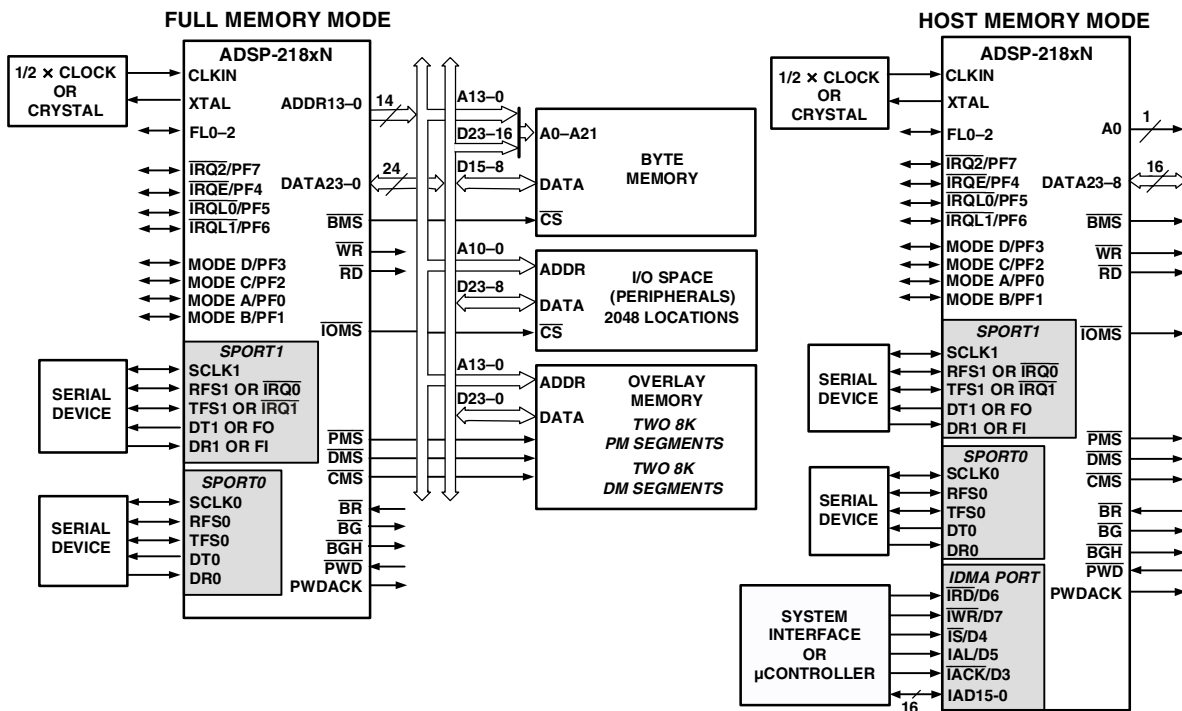 FULL MEMORY MODE
ADSP-218xN
1/2 × CLOCK
OR
CRYSTAL
CLKIN
XTAL
FL0–2
IRQ2/PF7
IRQE/PF4
IRQL0/PF5
IRQL1/PF6
MODE D/PF3
MODE C/PF2
MODE A/PF0
MODE B/PF1
ADDR13–0
14
DATA23–0
24
BMS
WR
RD
IOMS
SERIAL
DEVICE
SPORT1
SCLK1
RFS1 OR IRQ0
TFS1 OR IRQ1
DT1 OR FO
DR1 OR FI
SERIAL
DEVICE
SPORT0
SCLK0
RFS0
TFS0
DT0
DR0
PMS
DMS
CMS
BR
BG
BGH
PWD
PWDACK
A13–0
D23–16
D15–8
A0–A21
DATA
CS
BYTE
MEMORY
A10–0
D23–8
ADDR
DATA
CS
I/O SPACE
(PERIPHERALS)
2048 LOCATIONS
A13–0
D23–0
ADDR
DATA
OVERLAY
MEMORY
TWO 8K
PM SEGMENTS
TWO 8K
DM SEGMENTS
HOST MEMORY MODE
ADSP-218xN
1/2 × CLOCK
OR
CRYSTAL
CLKIN
XTAL
FL0–2
IRQ2/PF7
IRQE/PF4
IRQL0/PF5
IRQL1/PF6
MODE D/PF3
MODE C/PF2
MODE A/PF0
MODE B/PF1
A0
1
DATA23–8
16
BMS
WR
RD
IOMS
SERIAL
DEVICE
SPORT1
SCLK1
RFS1 OR IRQ0
TFS1 OR IRQ1
DT1 OR FO
DR1 OR FI
SERIAL
DEVICE
SPORT0
SCLK0
RFS0
TFS0
DT0
DR0
PMS
DMS
CMS
BR
BG
BGH
PWD
PWDACK
SYSTEM
INTERFACE
OR
µCONTROLLER
IDMA PORT
IRD/D6
IWR/D7
IS/D4
IAL/D5
IACK/D3
IAD15-0
16